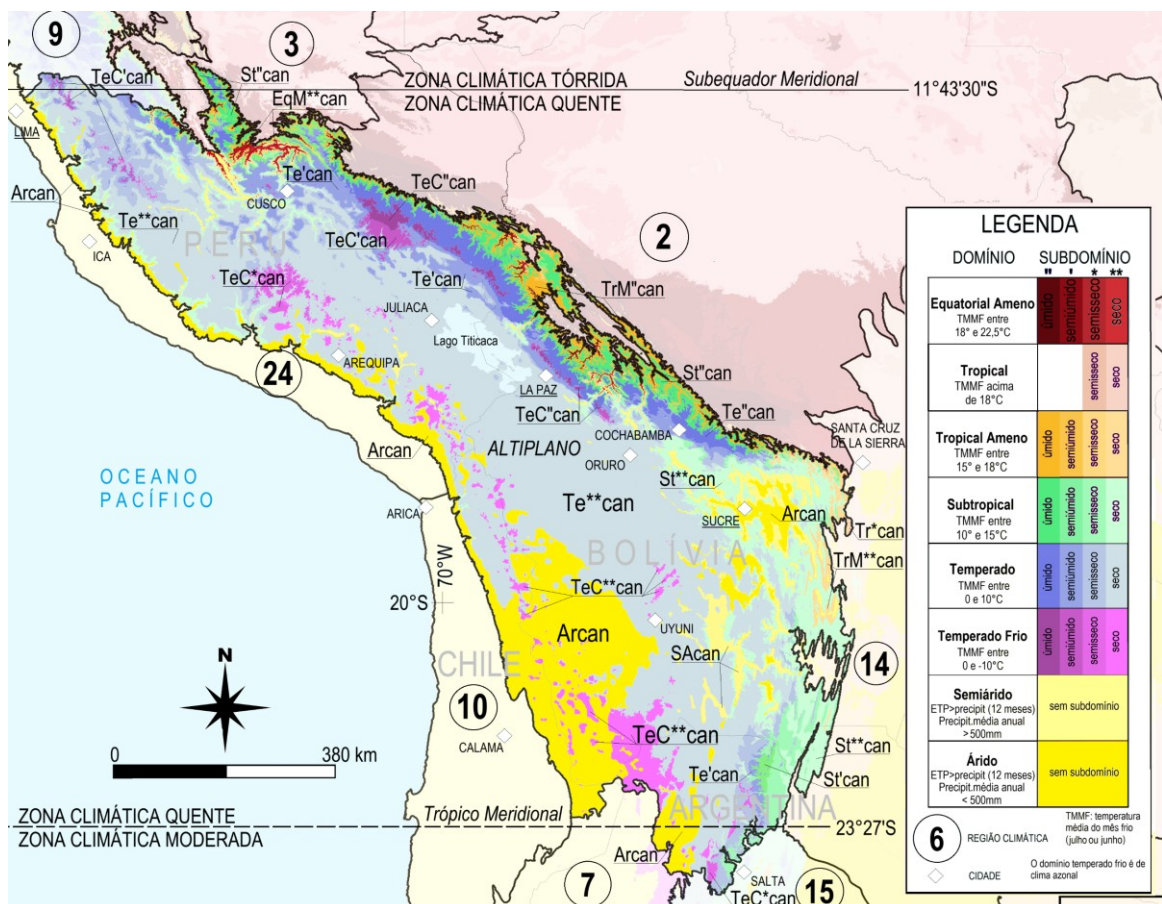 9
3
TeC'can
St"can
ZONA CLIMÁTICA TÓRRIDA
Subequador Meridional
11°43'30"S
EqM**can
ZONA CLIMÁTICA QUENTE
LIMA
Te'can
TeC"can
Arcan
CUSCO
Te**can
PERU
TeC'can
2
ICA
TeC*can
Te'can
TrM"can
JULIACA
Lago Titicaca
24
AREQUIPA
LA PAZ
St"can
TeC"can
Te"can
COCHABAMBA
SANTA CRUZ
DE LA SIERRA
Arcan
ALTIPLANO
ORURO
St**can
OCEANO
PACÍFICO
Te**can
SUCRE
Arcan
ARICA
Tr*can
BOLÍVIA
TrM**can
70°W
TeC**can
20°S
Arcan
UYUNI
N
CHILE
SAcan
14
10
TeC**can
0
380 km
CALAMA
St**can
Te'can
St'can
ARGENTINA
ZONA CLIMÁTICA QUENTE
Trópico Meridional
23°27'S
ZONA CLIMÁTICA MODERADA
Arcan
7
SALTA
TeC*can
15
LEGENDA
DOMÍNIO
SUBDOMÍNIO
" ' * **
Equatorial Ameno
TMMF entre
18° e 22,5°C
úmido
semiúmido
semisseco
seco
Tropical
TMMF acima
de 18°C
semisseco
seco
Tropical Ameno
TMMF entre
15° e 18°C
úmido
semiúmido
semisseco
seco
Subtropical
TMMF entre
10° e 15°C
úmido
semiúmido
semisseco
seco
Temperado
TMMF entre
0 e 10°C
úmido
semiúmido
semisseco
seco
Temperado Frio
TMMF entre
0 e -10°C
úmido
semiúmido
semisseco
seco
Semiárido
ETP>precipit (12 meses)
Precipit.média anual
>500mm
sem subdomínio
Árido
ETP>precipit (12 meses)
Precipit.média anual
< 500mm
sem subdomínio
6
REGIÃO CLIMÁTICA
TMMF: temperatura
média do mês frio
(julho ou junho)
CIDADE
O domínio temperado frio é de
clima azonal